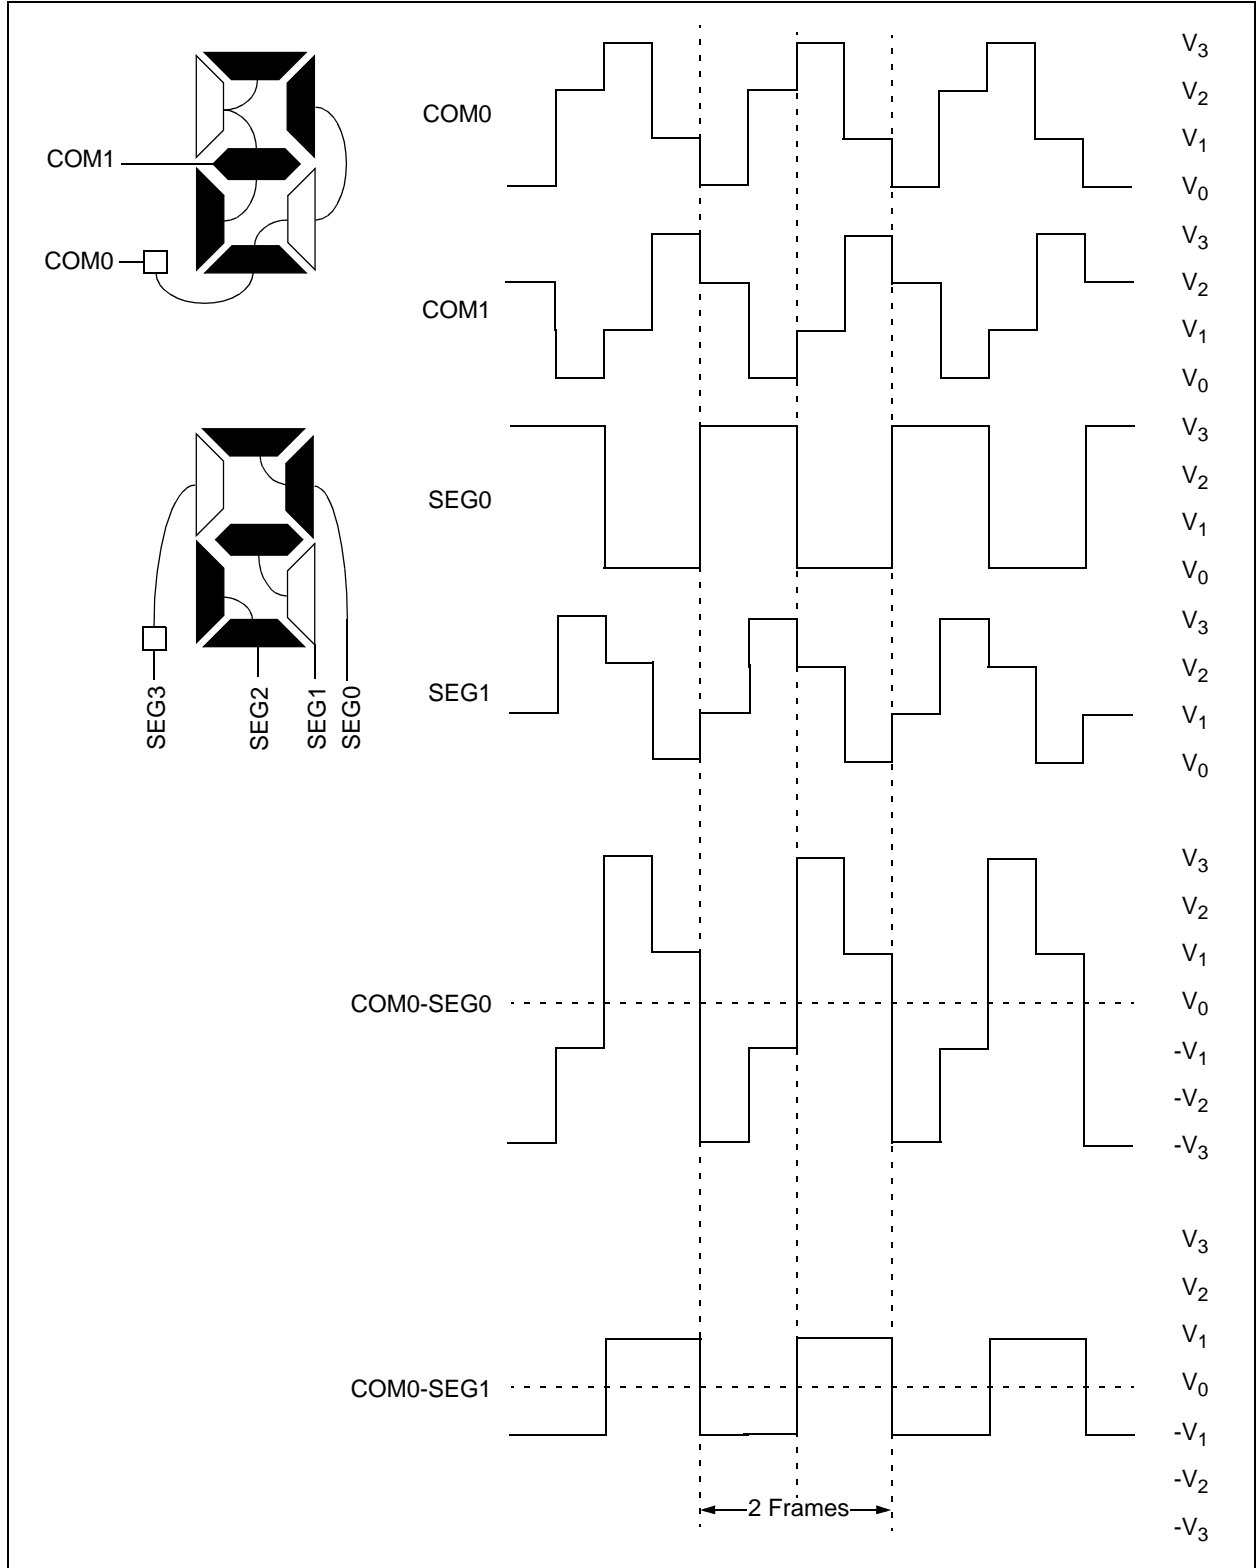 COM1
COM0
SEG3
SEG2
SEG1
SEG0
COM0
V3
V2
V1
V0
COM1
V3
V2
V1
V0
SEG0
V3
V2
V1
V0
SEG1
V3
V2
V1
V0
COM0-SEG0
V3
V2
V1
V0
-V1
-V2
-V3
COM0-SEG1
V3
V2
V1
V0
-V1
-V2
-V3
2 Frames